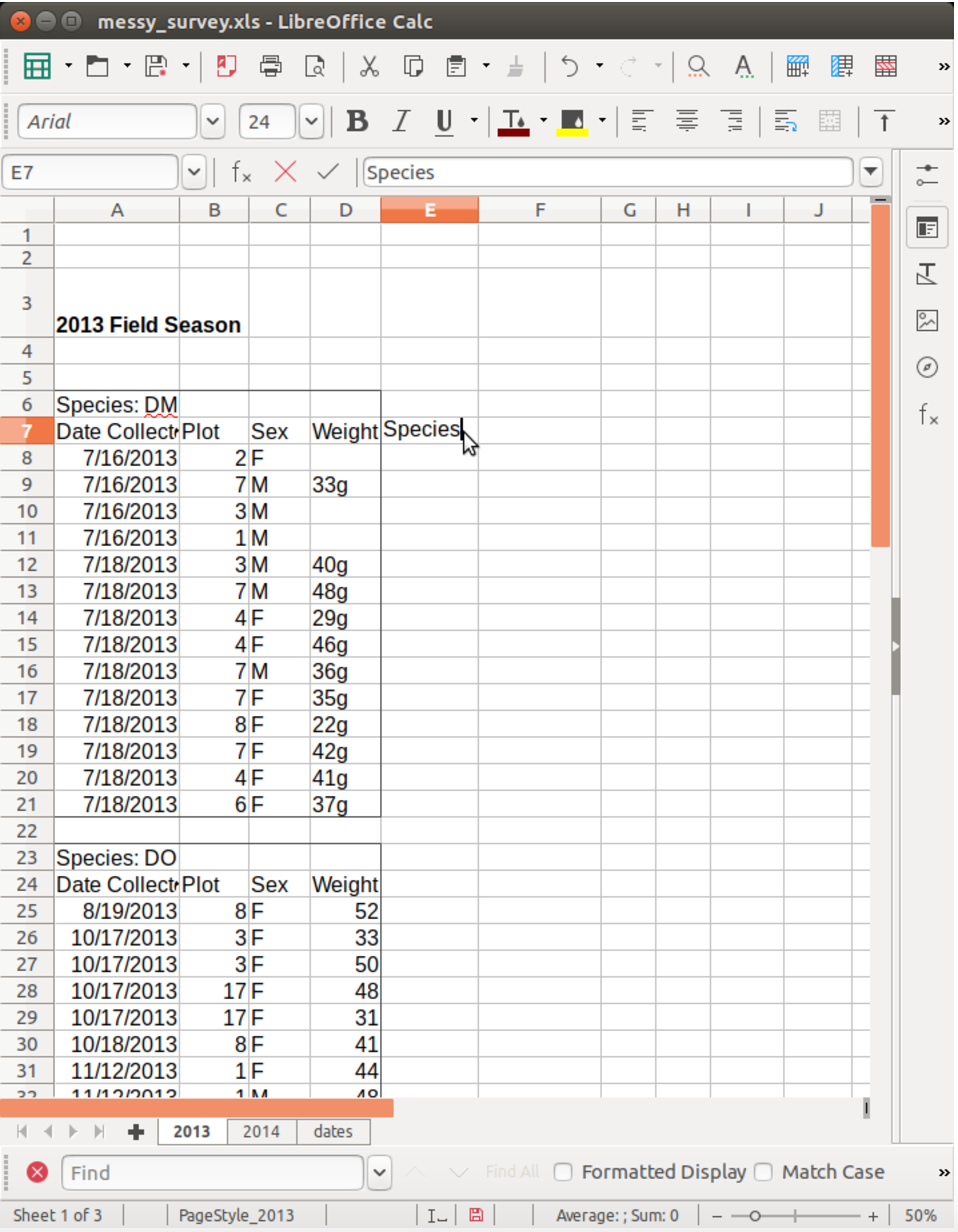 messy_survey.xls - LibreOffice Calc
Arial 24 B I U
E7 fx Species
A B C D E F G H I J
1
2
3 2013 Field Season
4
5
6 Species: DM
7 Date Collect Plot Sex Weight Species
8 7/16/2013 2 F
9 7/16/2013 7 M 33g
10 7/16/2013 3 M
11 7/16/2013 1 M
12 7/18/2013 3 M 40g
13 7/18/2013 7 M 48g
14 7/18/2013 4 F 29g
15 7/18/2013 4 F 46g
16 7/18/2013 7 M 36g
17 7/18/2013 7 F 35g
18 7/18/2013 8 F 22g
19 7/18/2013 7 F 42g
20 7/18/2013 4 F 41g
21 7/18/2013 6 F 37g
22
23 Species: DO
24 Date Collect Plot Sex Weight
25 8/19/2013 8 F 52
26 10/17/2013 3 F 33
27 10/17/2013 3 F 50
28 10/17/2013 17 F 48
29 10/17/2013 17 F 31
30 10/18/2013 8 F 41
31 11/12/2013 1 F 44
32 11/12/2013 1 M 48
2013 2014 dates
Find Find All Formatted Display Match Case »
Sheet 1 of 3 PageStyle_2013 Average: ; Sum: 0 − + 50%